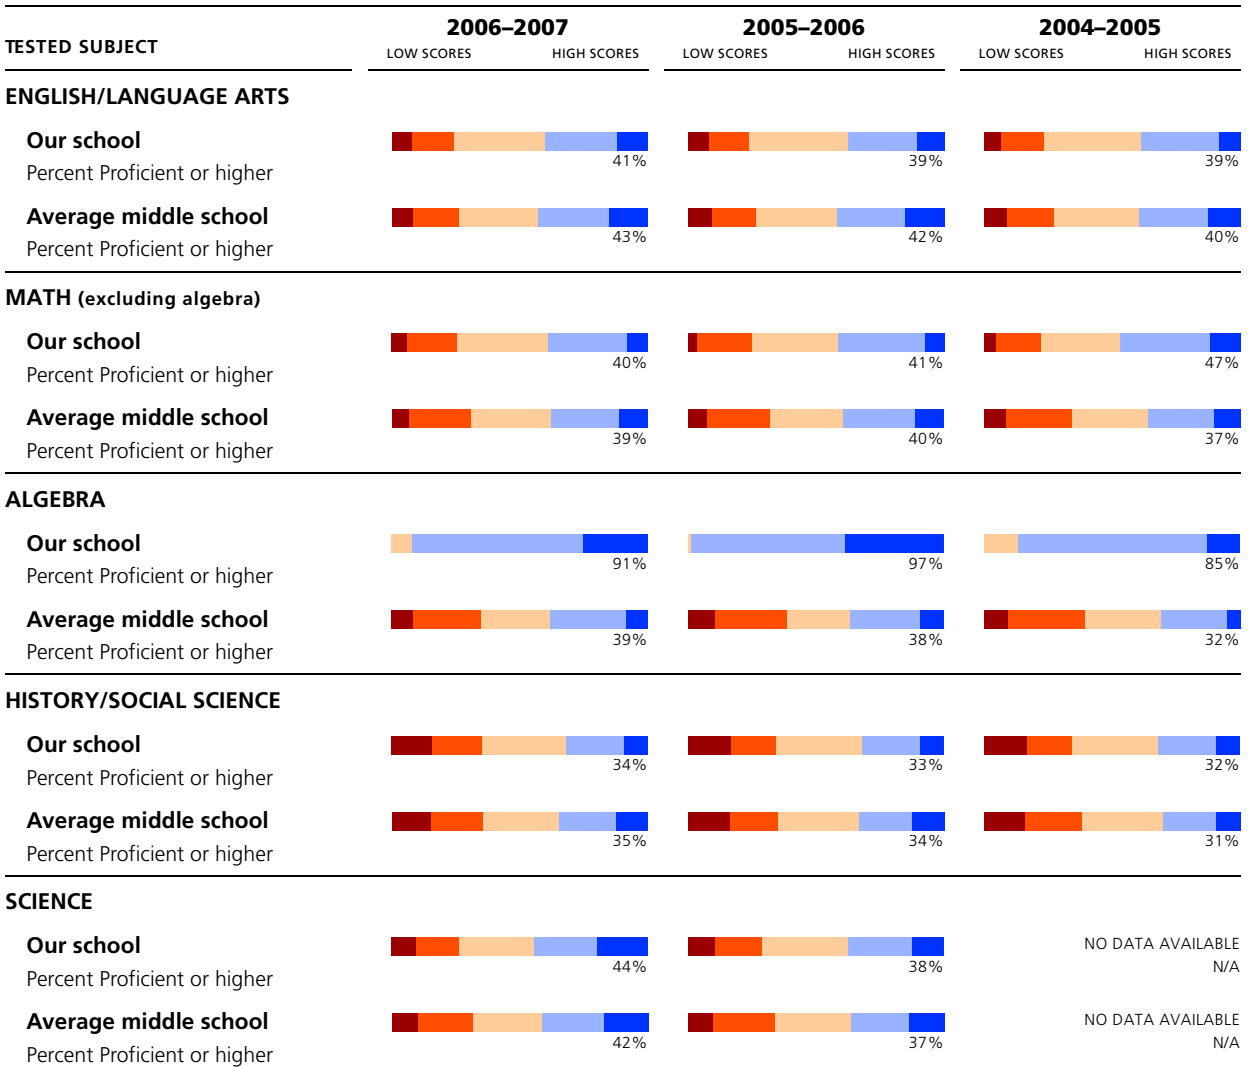 2006–2007 2005–2006 2004–2005
TESTED SUBJECT LOW SCORES HIGH SCORES LOW SCORES HIGH SCORES LOW SCORES HIGH SCORES
ENGLISH/LANGUAGE ARTS
Our school
Percent Proficient or higher 41% 39% 39%
Average middle school
Percent Proficient or higher 43% 42% 40%
MATH (excluding algebra)
Our school
Percent Proficient or higher 40% 41% 47%
Average middle school
Percent Proficient or higher 39% 40% 37%
ALGEBRA
Our school
Percent Proficient or higher 91% 97% 85%
Average middle school
Percent Proficient or higher 39% 38% 32%
HISTORY/SOCIAL SCIENCE
Our school
Percent Proficient or higher 34% 33% 32%
Average middle school
Percent Proficient or higher 35% 34% 31%
SCIENCE
Our school NO DATA AVAILABLE
Percent Proficient or higher 44% 38% N/A
Average middle school NO DATA AVAILABLE
Percent Proficient or higher 42% 37% N/A